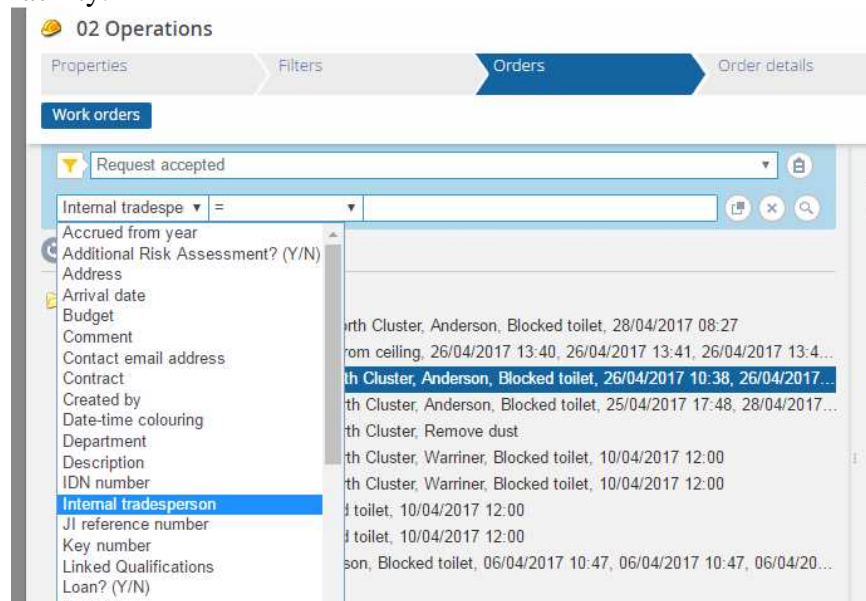 02 Operations
Properties Filters Orders Order details
Work orders
Request accepted
Internal tradespe =
Accrued from year
Additional Risk Assessment? (Y/N)
Address
Arrival date
Budget
Comment
Contact email address
Contract
Created by
Date-time colouring
Department
Description
IDN number
Internal tradesperson
JI reference number
Key number
Linked Qualifications
Loan? (Y/N)
Cluster, Anderson, Blocked toilet, 28/04/2017 08:27
ceiling, 26/04/2017 13:40, 26/04/2017 13:41, 26/04/2017 13:4...
Cluster, Anderson, Blocked toilet, 26/04/2017 10:38, 26/04/2017...
Cluster, Anderson, Blocked toilet, 25/04/2017 17:48, 28/04/2017...
Cluster, Remove dust
Cluster, Warriner, Blocked toilet, 10/04/2017 12:00
Cluster, Warriner, Blocked toilet, 10/04/2017 12:00
toilet, 10/04/2017 12:00
toilet, 10/04/2017 12:00
son, Blocked toilet, 06/04/2017 10:47, 06/04/2017 10:47, 06/04/20...